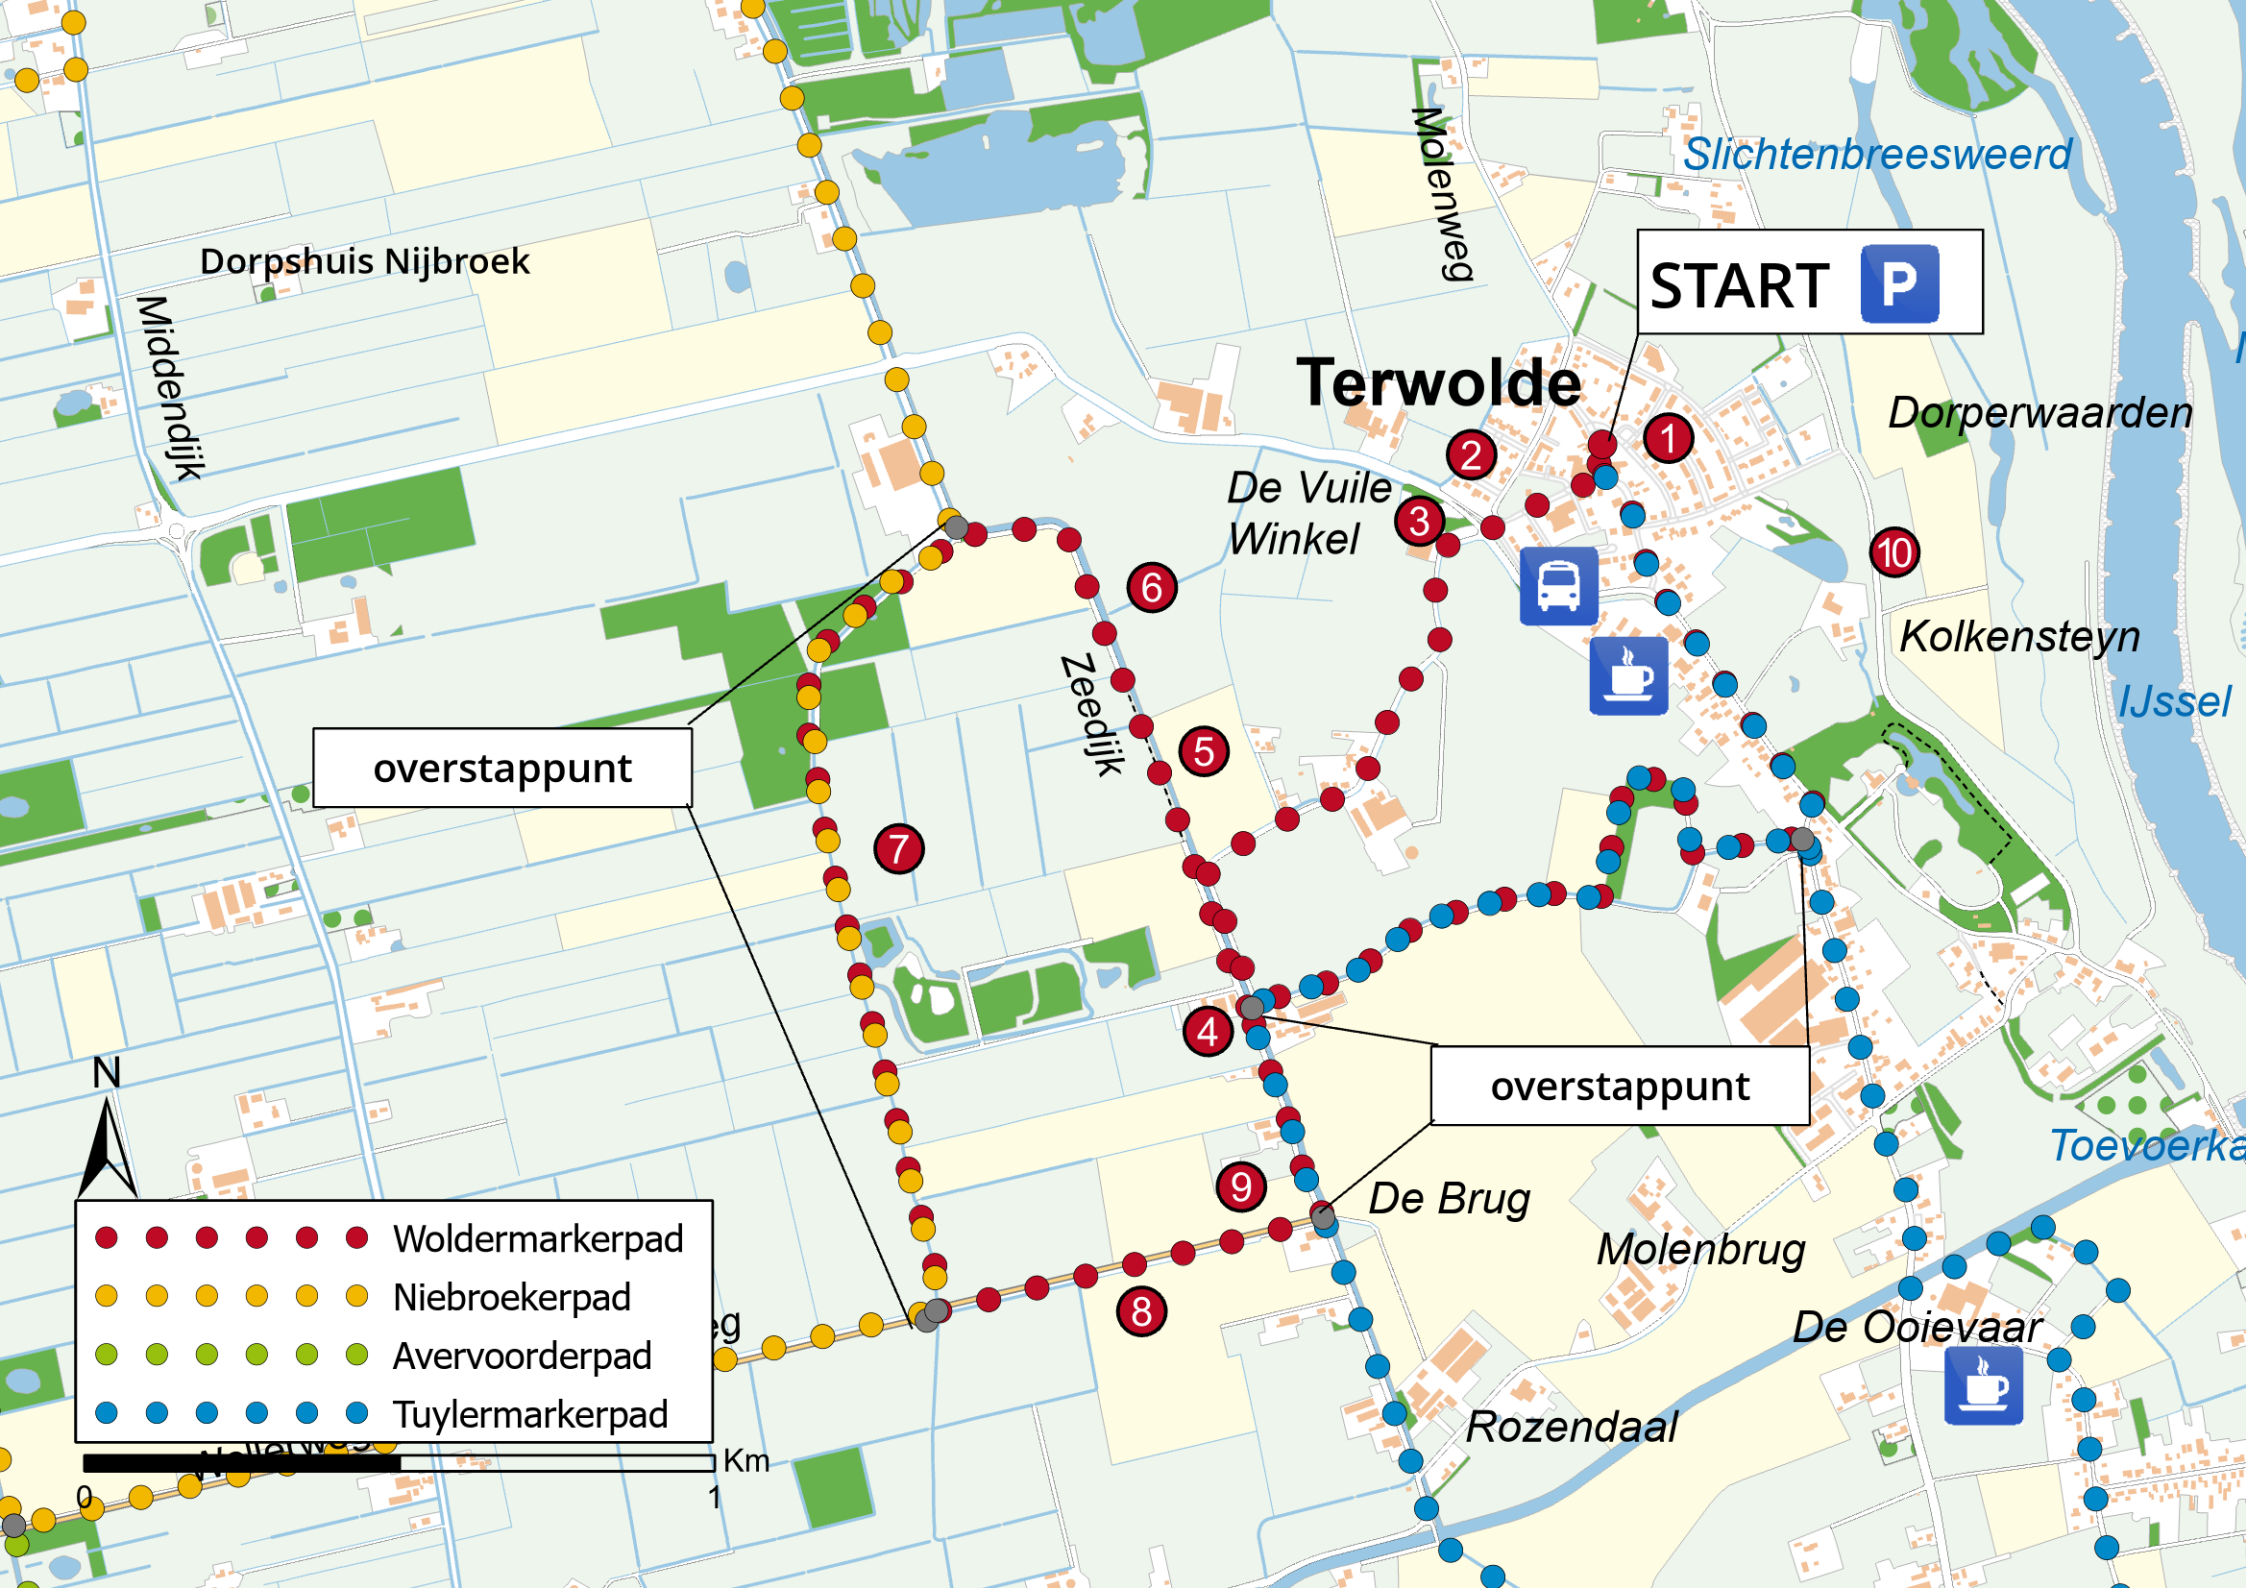 Slichtenbreesweerd
Molenweg
Dorpshuis Nijbroek
START P
Middendijk
Terwolde
Dorperwaarden
1
2
De Vuile
Winkel
3
10
6
Kolkensteyn
Zeedijk
IJssel
5
overstappunt
7
4
N
overstappunt
Toevoerka
9
De Brug
Molenbrug
8
De Ooievaar
Rozendaal
Woldermarkerpad
Niebroekerpad
Avervoorderpad
Tuylermarkerpad
eg
Km
0
1